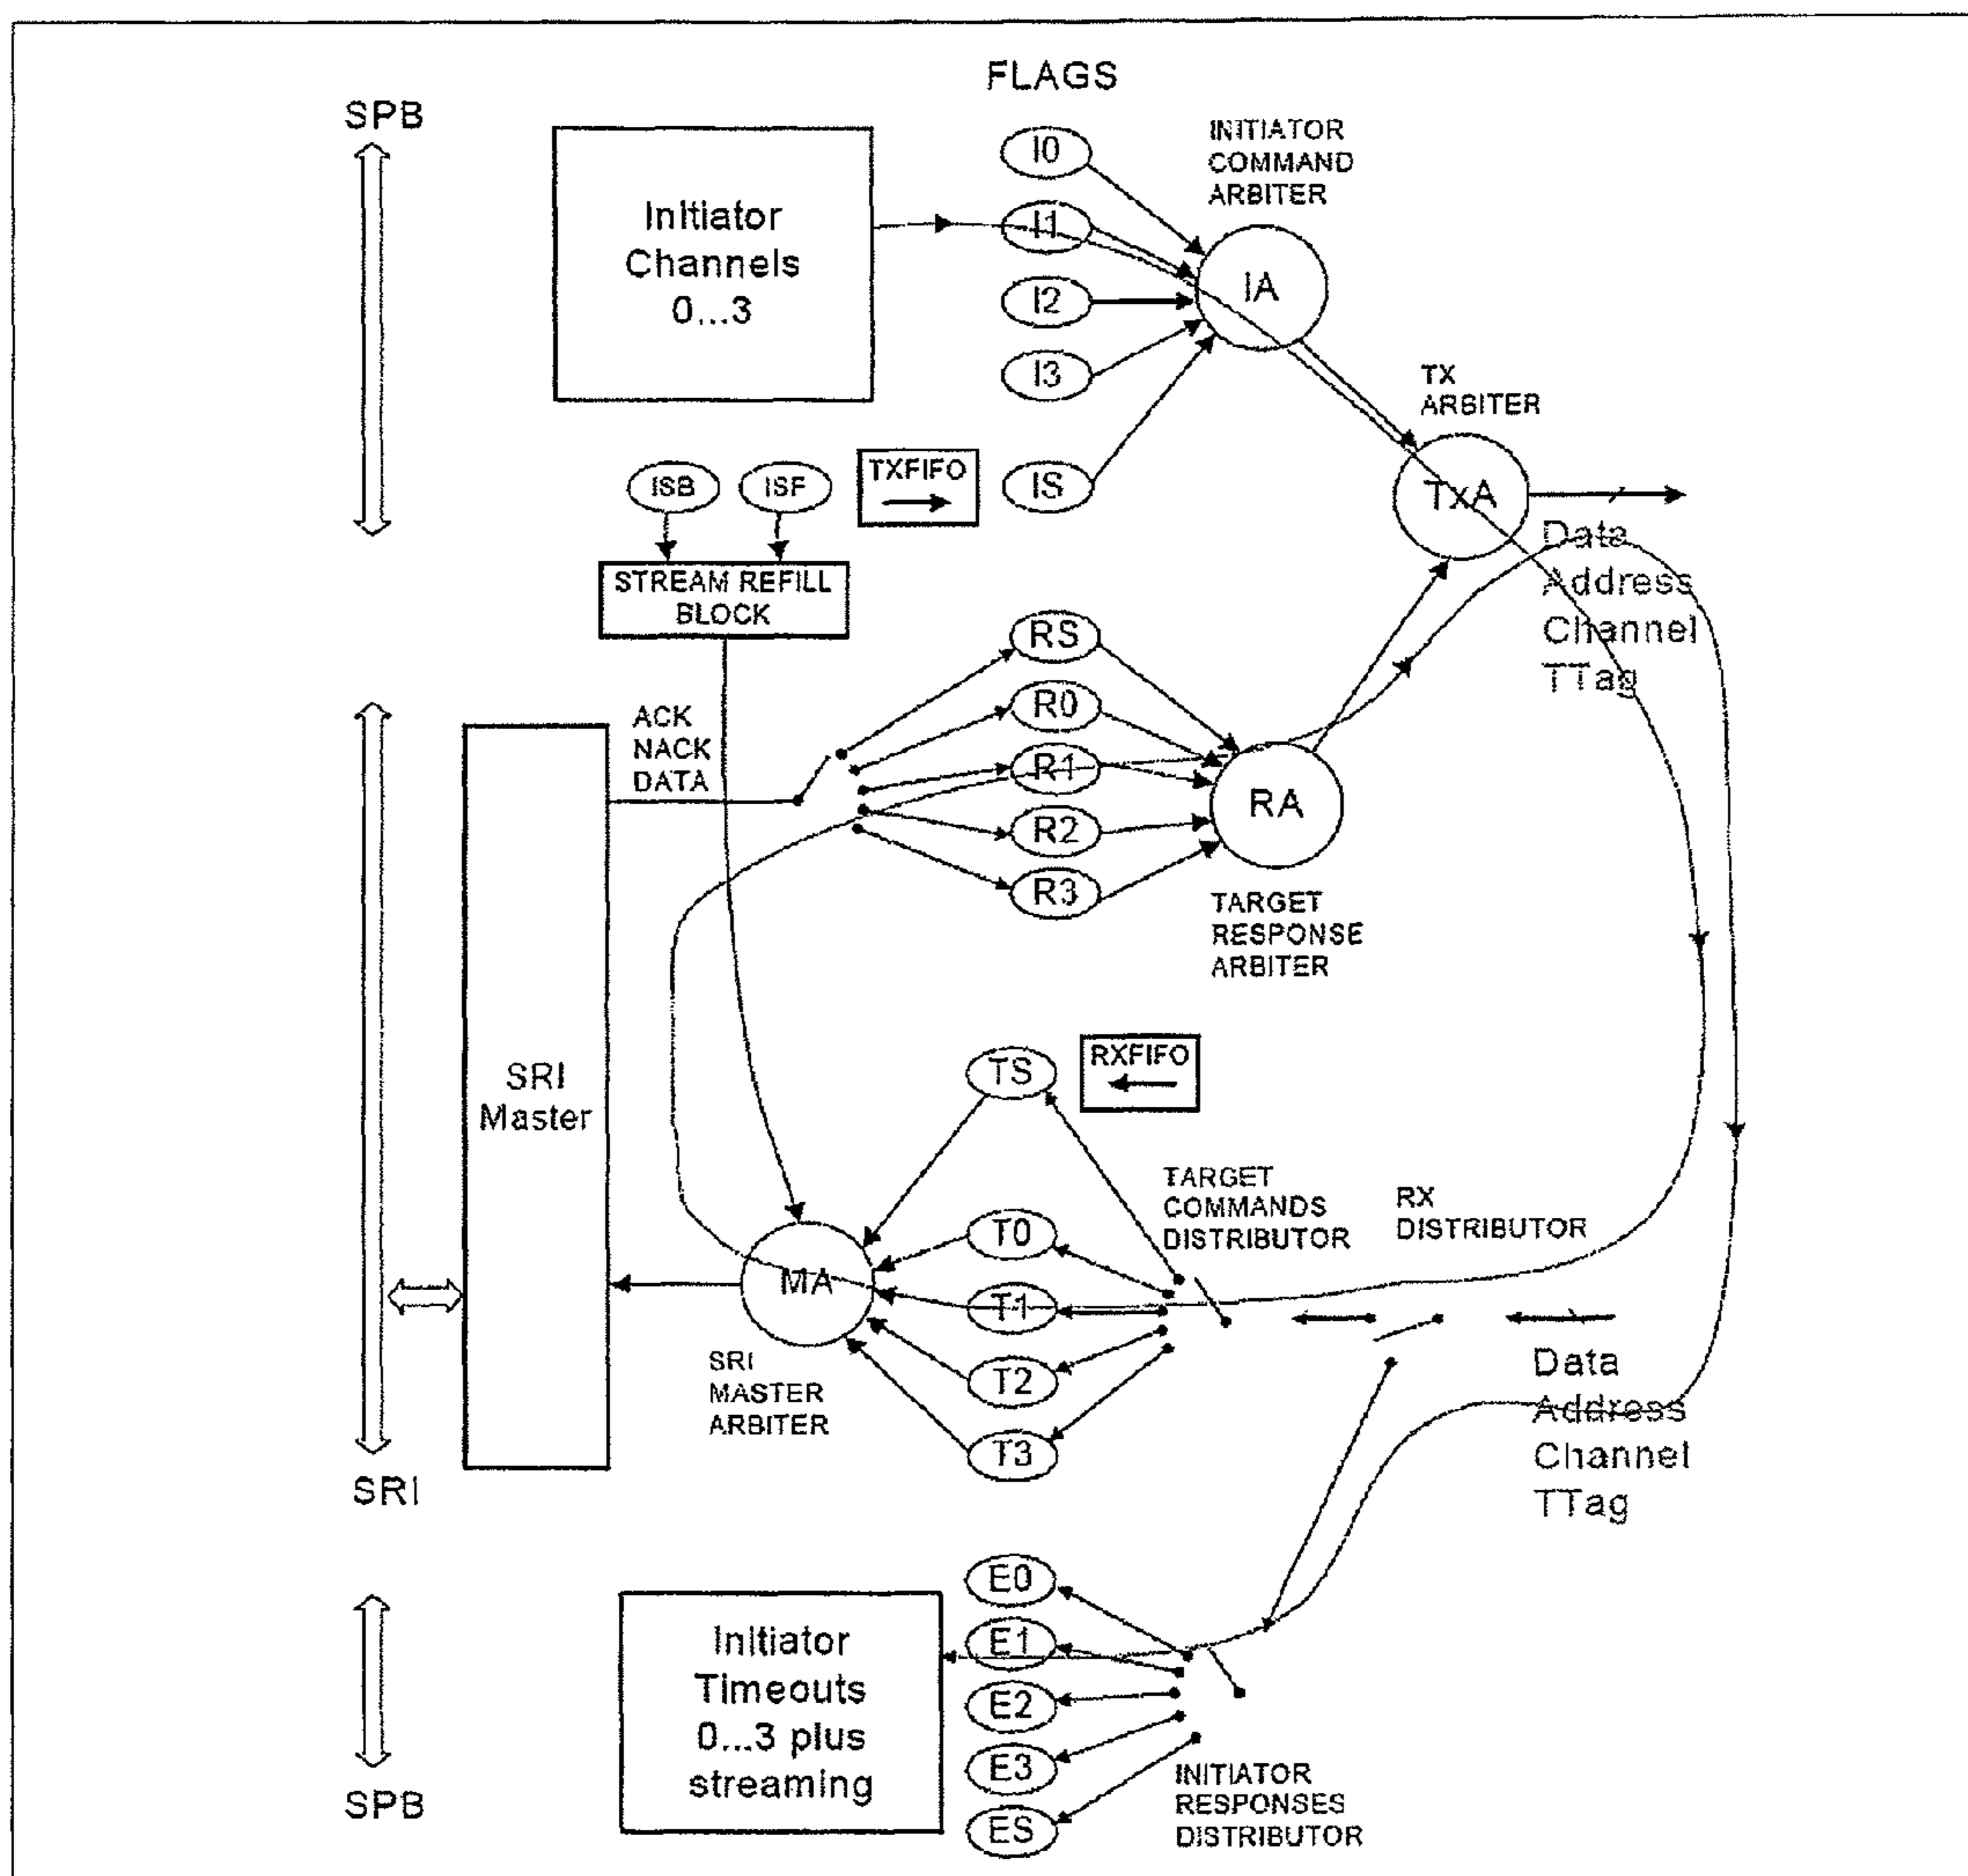 FLAGS
SPB
Initiator
Channels
0...3
I0
I1
I2
I3
IS
INITIATOR
COMMAND
ARBITER
IA
TX
ARBITER
TxA
ISB
ISF
TXFIFO
STREAM REFILL
BLOCK
Data
Address
Channel
TTag
ACK
NACK
DATA
RS
R0
R1
R2
R3
RA
TARGET
RESPONSE
ARBITER
SRI
Master
TS
RXFIFO
TARGET
COMMANDS
DISTRIBUTOR
RX
DISTRIBUTOR
T0
T1
T2
T3
MA
SRI
MASTER
ARBITER
Data
Address
Channel
TTag
SRI
E0
E1
E2
E3
ES
Initiator
Timeouts
0...3 plus
streaming
SPB
INITIATOR
RESPONSES
DISTRIBUTOR